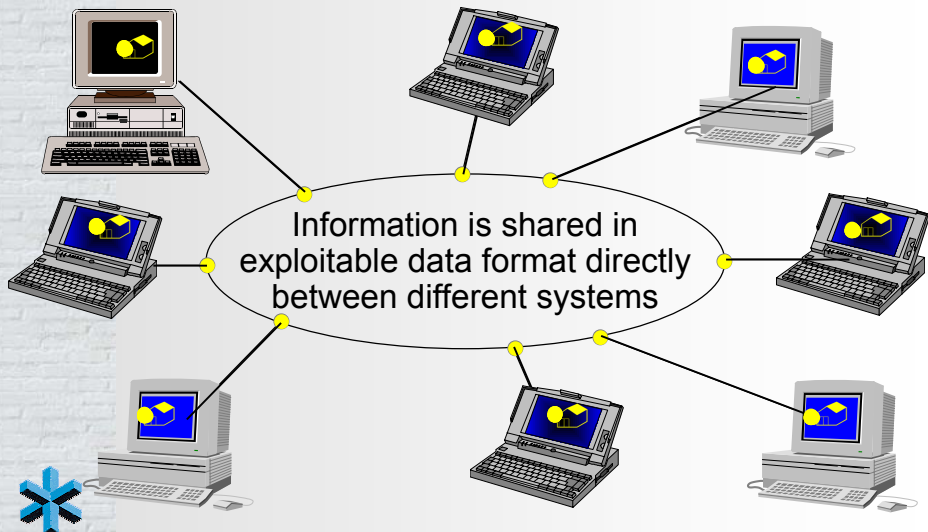 Information is shared in
exploitable data format directly
between different systems